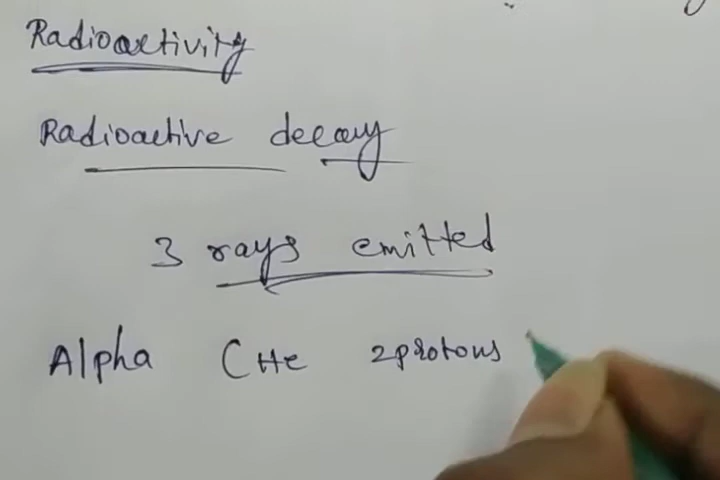 Radioactivity
Radioactive decay
3 rays emitted
Alpha (He 2protons